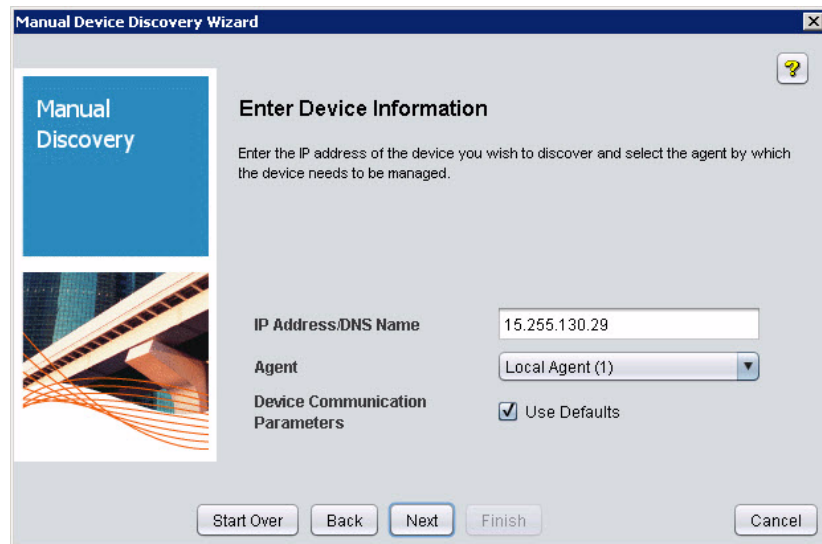 Manual Device Discovery Wizard
Manual
Discovery
Enter Device Information
Enter the IP address of the device you wish to discover and select the agent by which
the device needs to be managed.
IP Address/DNS Name
15.255.130.29
Agent
Local Agent (1)
Device Communication
Parameters
Use Defaults
Start Over
Back
Next
Finish
Cancel